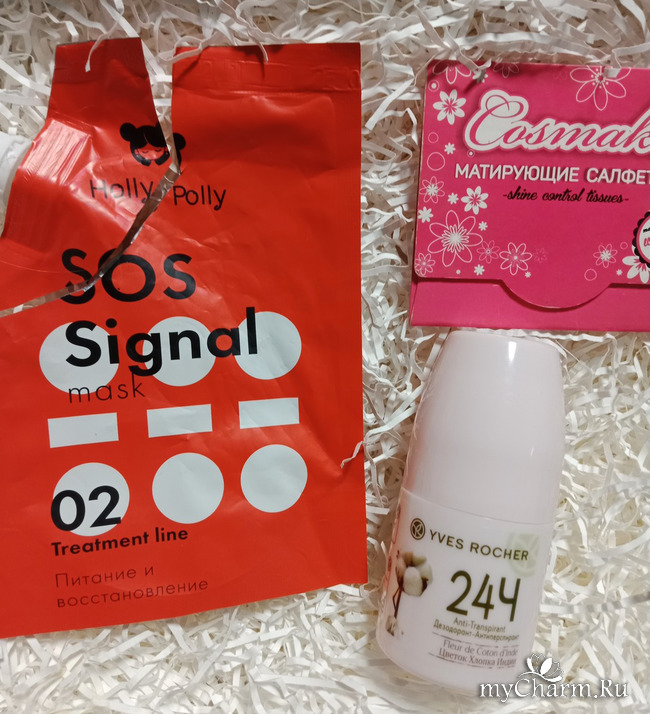 Holly Polly
SOS
Signal
mask
02
Treatment line
Питание и
восстановление
Cosmak
МАТИРУЮЩИЕ САЛФЕТ
-shine control tissues-
YVES ROCHER
24Ч
Anti-Transpirant
Дезодорант-Антиперспирант
Fleur de Coton d'Inde
Цветок Хлопка Индии
myCharm.Ru